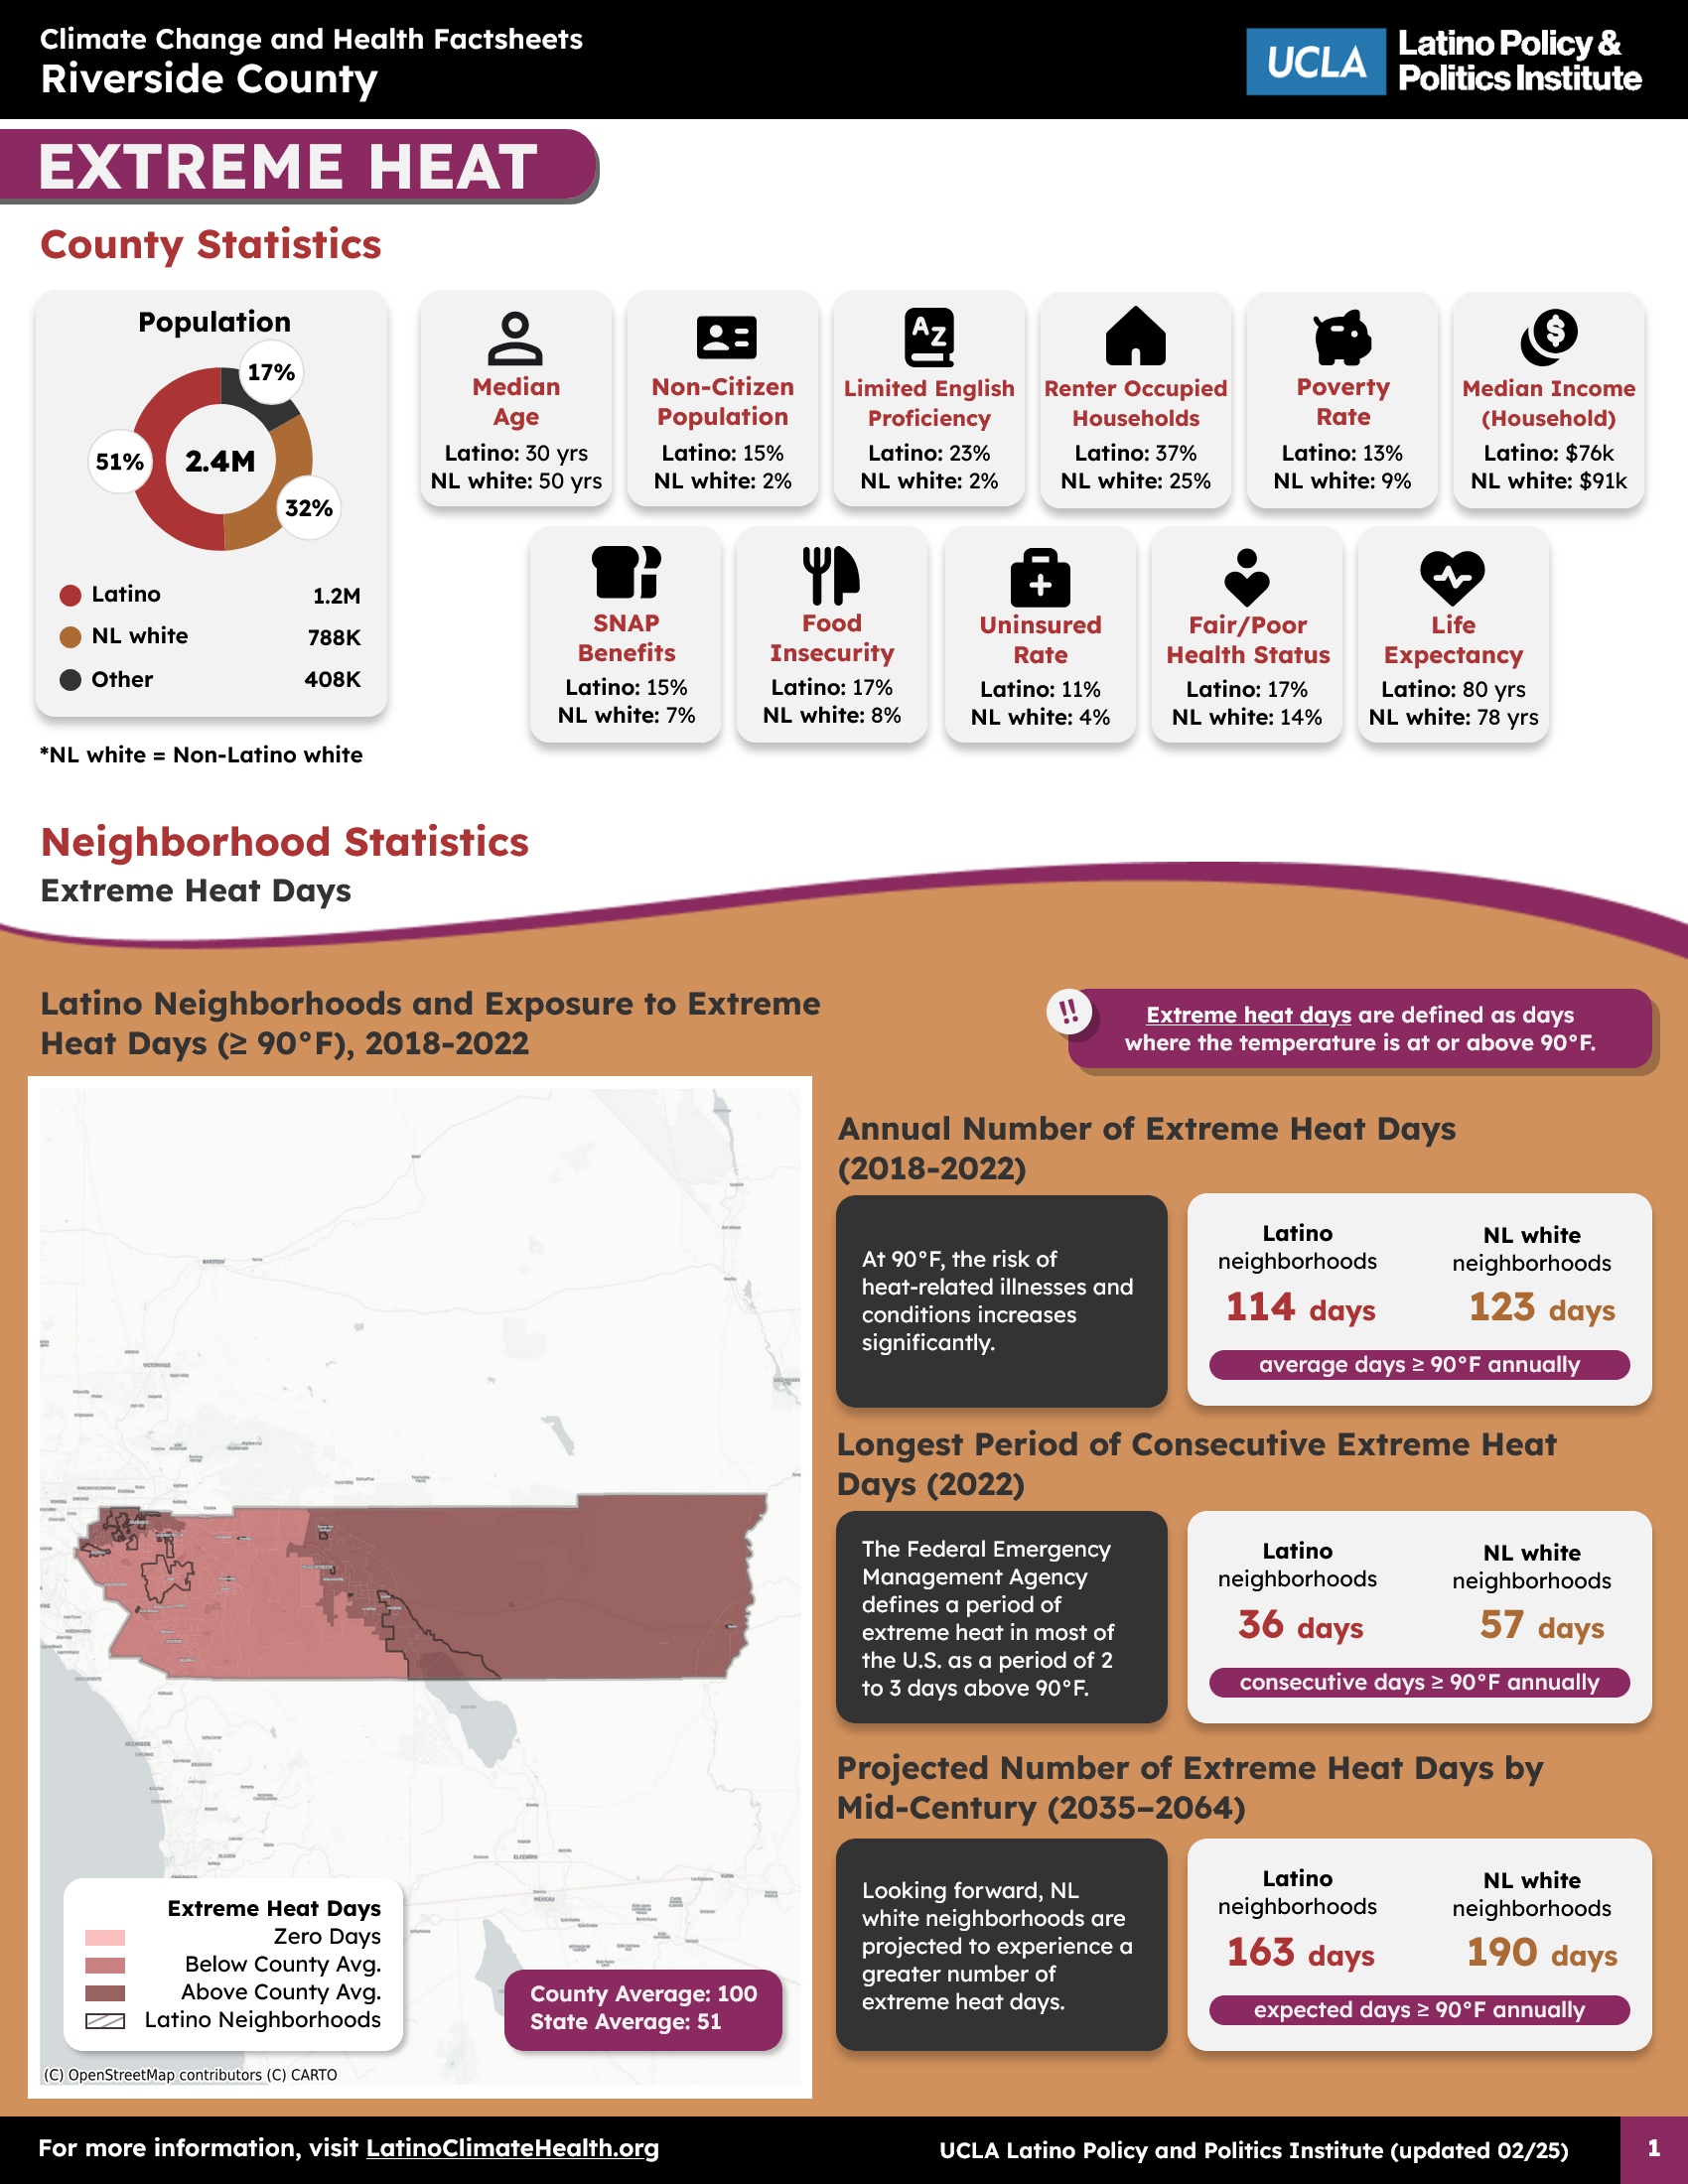 Climate Change and Health Factsheets
Riverside County
UCLA
Latino Policy &
Politics Institute
EXTREME HEAT
County Statistics
Population
17%
51%
2.4M
32%
Latino 1.2M
NL white 788K
Other 408K
*NL white = Non-Latino white
Median
Age
Latino: 30 yrs
NL white: 50 yrs
Non-Citizen
Population
Latino: 15%
NL white: 2%
Limited English
Proficiency
Latino: 23%
NL white: 2%
Renter Occupied
Households
Latino: 37%
NL white: 25%
Poverty
Rate
Latino: 13%
NL white: 9%
Median Income
(Household)
Latino: $76k
NL white: $91k
SNAP
Benefits
Latino: 15%
NL white: 7%
Food
Insecurity
Latino: 17%
NL white: 8%
Uninsured
Rate
Latino: 11%
NL white: 4%
Fair/Poor
Health Status
Latino: 17%
NL white: 14%
Life
Expectancy
Latino: 80 yrs
NL white: 78 yrs
Neighborhood Statistics
Extreme Heat Days
Latino Neighborhoods and Exposure to Extreme
Heat Days (≥ 90°F), 2018-2022
!!
Extreme heat days are defined as days
where the temperature is at or above 90°F.
BARSTOW
VICTORVILLE
OCEANSIDE
EL CENTRO
MEXICALI
YUMA
Extreme Heat Days
Zero Days
Below County Avg.
Above County Avg.
Latino Neighborhoods
County Average: 100
State Average: 51
(C) OpenStreetMap contributors (C) CARTO
Annual Number of Extreme Heat Days
(2018-2022)
At 90°F, the risk of
heat-related illnesses and
conditions increases
significantly.
Latino
neighborhoods
114 days
NL white
neighborhoods
123 days
average days ≥ 90°F annually
Longest Period of Consecutive Extreme Heat
Days (2022)
The Federal Emergency
Management Agency
defines a period of
extreme heat in most of
the U.S. as a period of 2
to 3 days above 90°F.
Latino
neighborhoods
36 days
NL white
neighborhoods
57 days
consecutive days ≥ 90°F annually
Projected Number of Extreme Heat Days by
Mid-Century (2035–2064)
Looking forward, NL
white neighborhoods are
projected to experience a
greater number of
extreme heat days.
Latino
neighborhoods
163 days
NL white
neighborhoods
190 days
expected days ≥ 90°F annually
For more information, visit LatinoClimateHealth.org
UCLA Latino Policy and Politics Institute (updated 02/25)
1